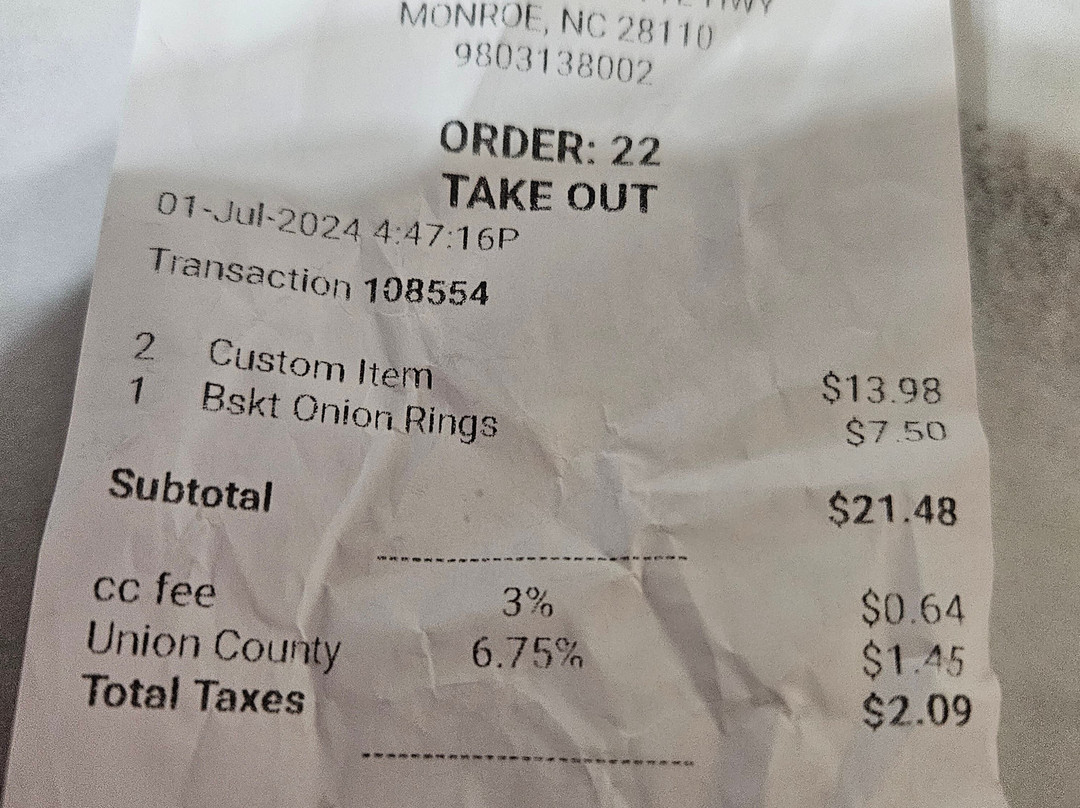 HWY
MONROE, NC 28110
9803138002
ORDER: 22
TAKE OUT
01-Jul-2024 4:47:16P
Transaction 108554
2 Custom Item $13.98
1 Bskt Onion Rings $7.50
Subtotal $21.48
cc fee 3% $0.64
Union County 6.75% $1.45
Total Taxes $2.09